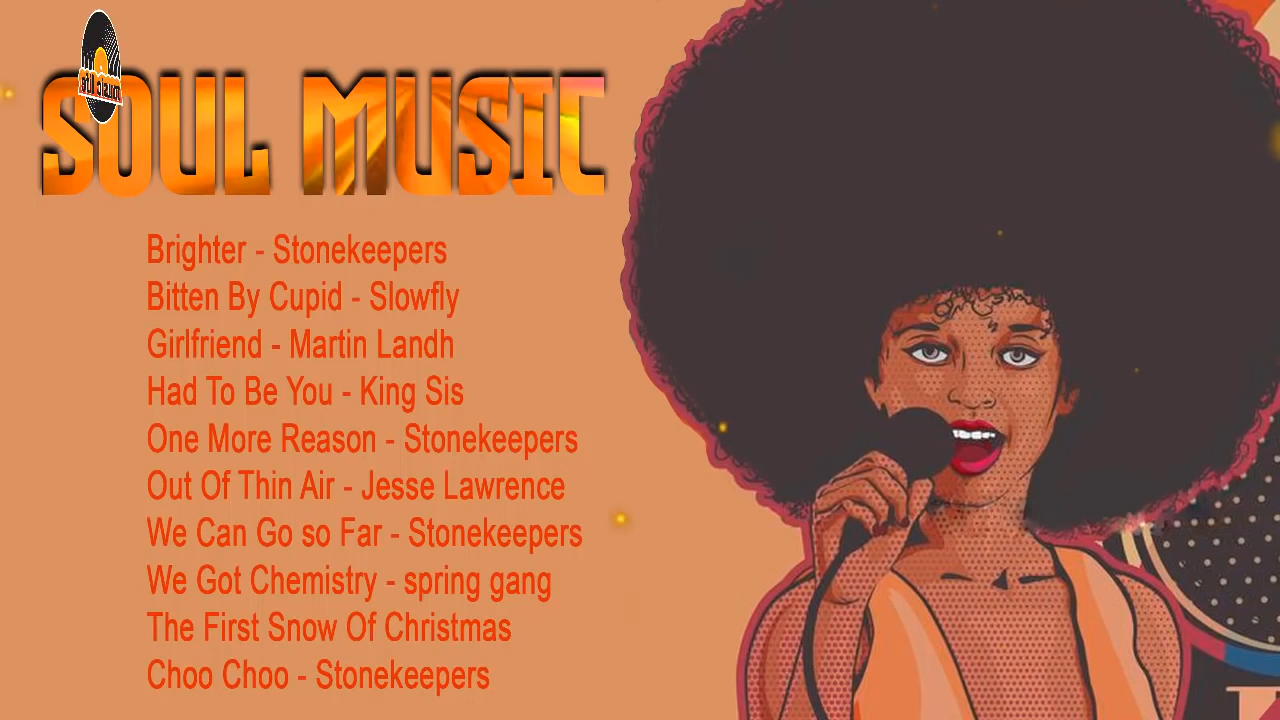 SOUL MUSIC
Brighter - Stonekeepers
Bitten By Cupid - Slowfly
Girlfriend - Martin Landh
Had To Be You - King Sis
One More Reason - Stonekeepers
Out Of Thin Air - Jesse Lawrence
We Can Go so Far - Stonekeepers
We Got Chemistry - spring gang
The First Snow Of Christmas
Choo Choo - Stonekeepers